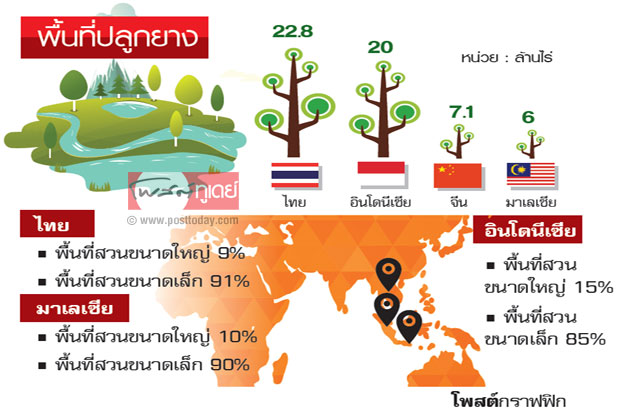 พื้นที่ปลูกยาง
22.8
20
7.1
6
หน่วย : ล้านไร่
ไทย
อินโดนีเซีย
จีน
มาเลเซีย
โพสต์ทูเดย์
© www.posttoday.com
ไทย
▪ พื้นที่สวนขนาดใหญ่ 9%
▪ พื้นที่สวนขนาดเล็ก 91%
มาเลเซีย
▪ พื้นที่สวนขนาดใหญ่ 10%
▪ พื้นที่สวนขนาดเล็ก 90%
อินโดนีเซีย
▪ พื้นที่สวน
ขนาดใหญ่ 15%
▪ พื้นที่สวน
ขนาดเล็ก 85%
โพสต์กราฟฟิก